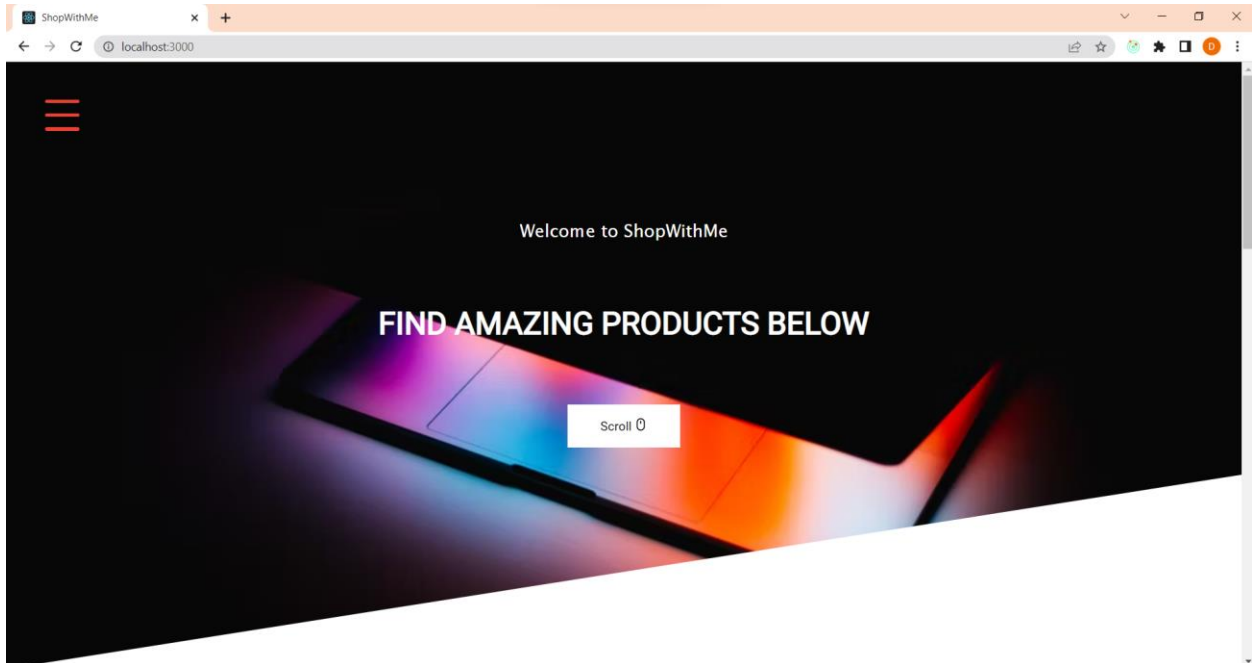 ShopWithMe
localhost:3000
D
Welcome to ShopWithMe
FIND AMAZING PRODUCTS BELOW
Scroll